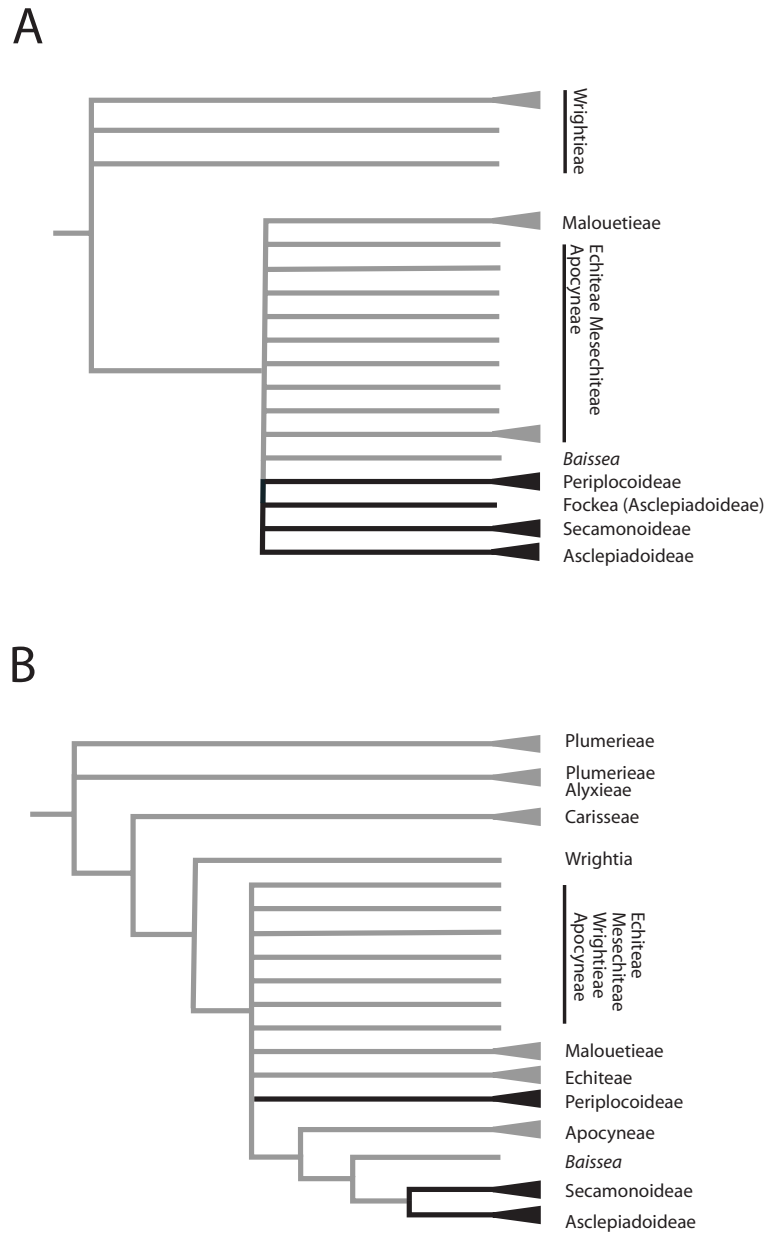 A
Wrightieae
Malouetieae
Echiteae Mesechiteae
Apocyneae
Baissea
Periplocoideae
Fockea (Asclepiadoideae)
Secamonoideae
Asclepiadoideae
B
Plumerieae
Plumerieae
Alyxieae
Carisseae
Wrightia
Echiteae
Mesechiteae
Wrightieae
Apocyneae
Malouetieae
Echiteae
Periplocoideae
Apocyneae
Baissea
Secamonoideae
Asclepiadoideae